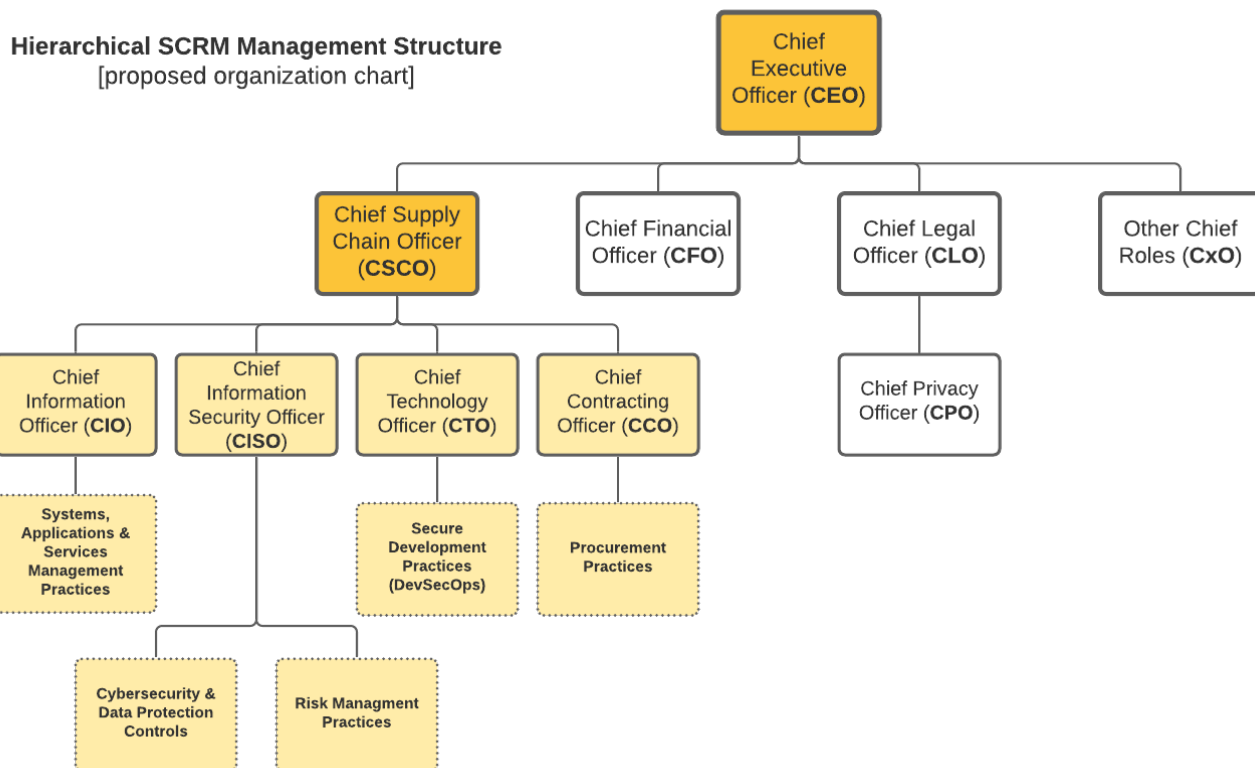 Hierarchical SCRM Management Structure
[proposed organization chart]
Chief
Executive
Officer (CEO)
Chief Supply
Chain Officer
(CSCO)
Chief Financial
Officer (CFO)
Chief Legal
Officer (CLO)
Other Chief
Roles (CxO)
Chief
Information
Officer (CIO)
Chief
Information
Security Officer
(CISO)
Chief
Technology
Officer (CTO)
Chief
Contracting
Officer (CCO)
Chief Privacy
Officer (CPO)
Systems,
Applications &
Services
Management
Practices
Secure
Development
Practices
(DevSecOps)
Procurement
Practices
Cybersecurity &
Data Protection
Controls
Risk Managment
Practices